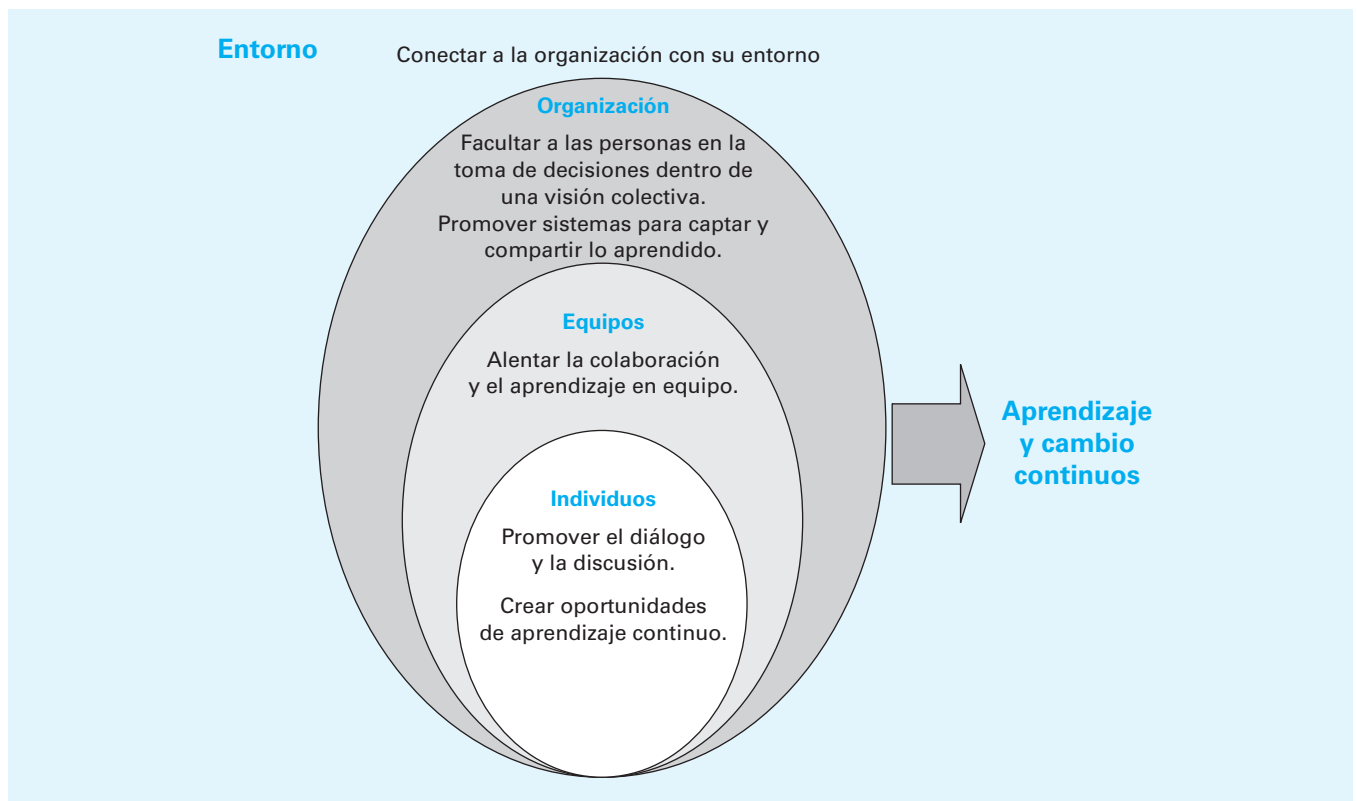 Entorno
Conectar a la organización con su entorno
Organización
Facultar a las personas en la
toma de decisiones dentro de
una visión colectiva.
Promover sistemas para captar y
compartir lo aprendido.
Equipos
Alentar la colaboración
y el aprendizaje en equipo.
Individuos
Promover el diálogo
y la discusión.
Crear oportunidades
de aprendizaje continuo.
Aprendizaje
y cambio
continuos